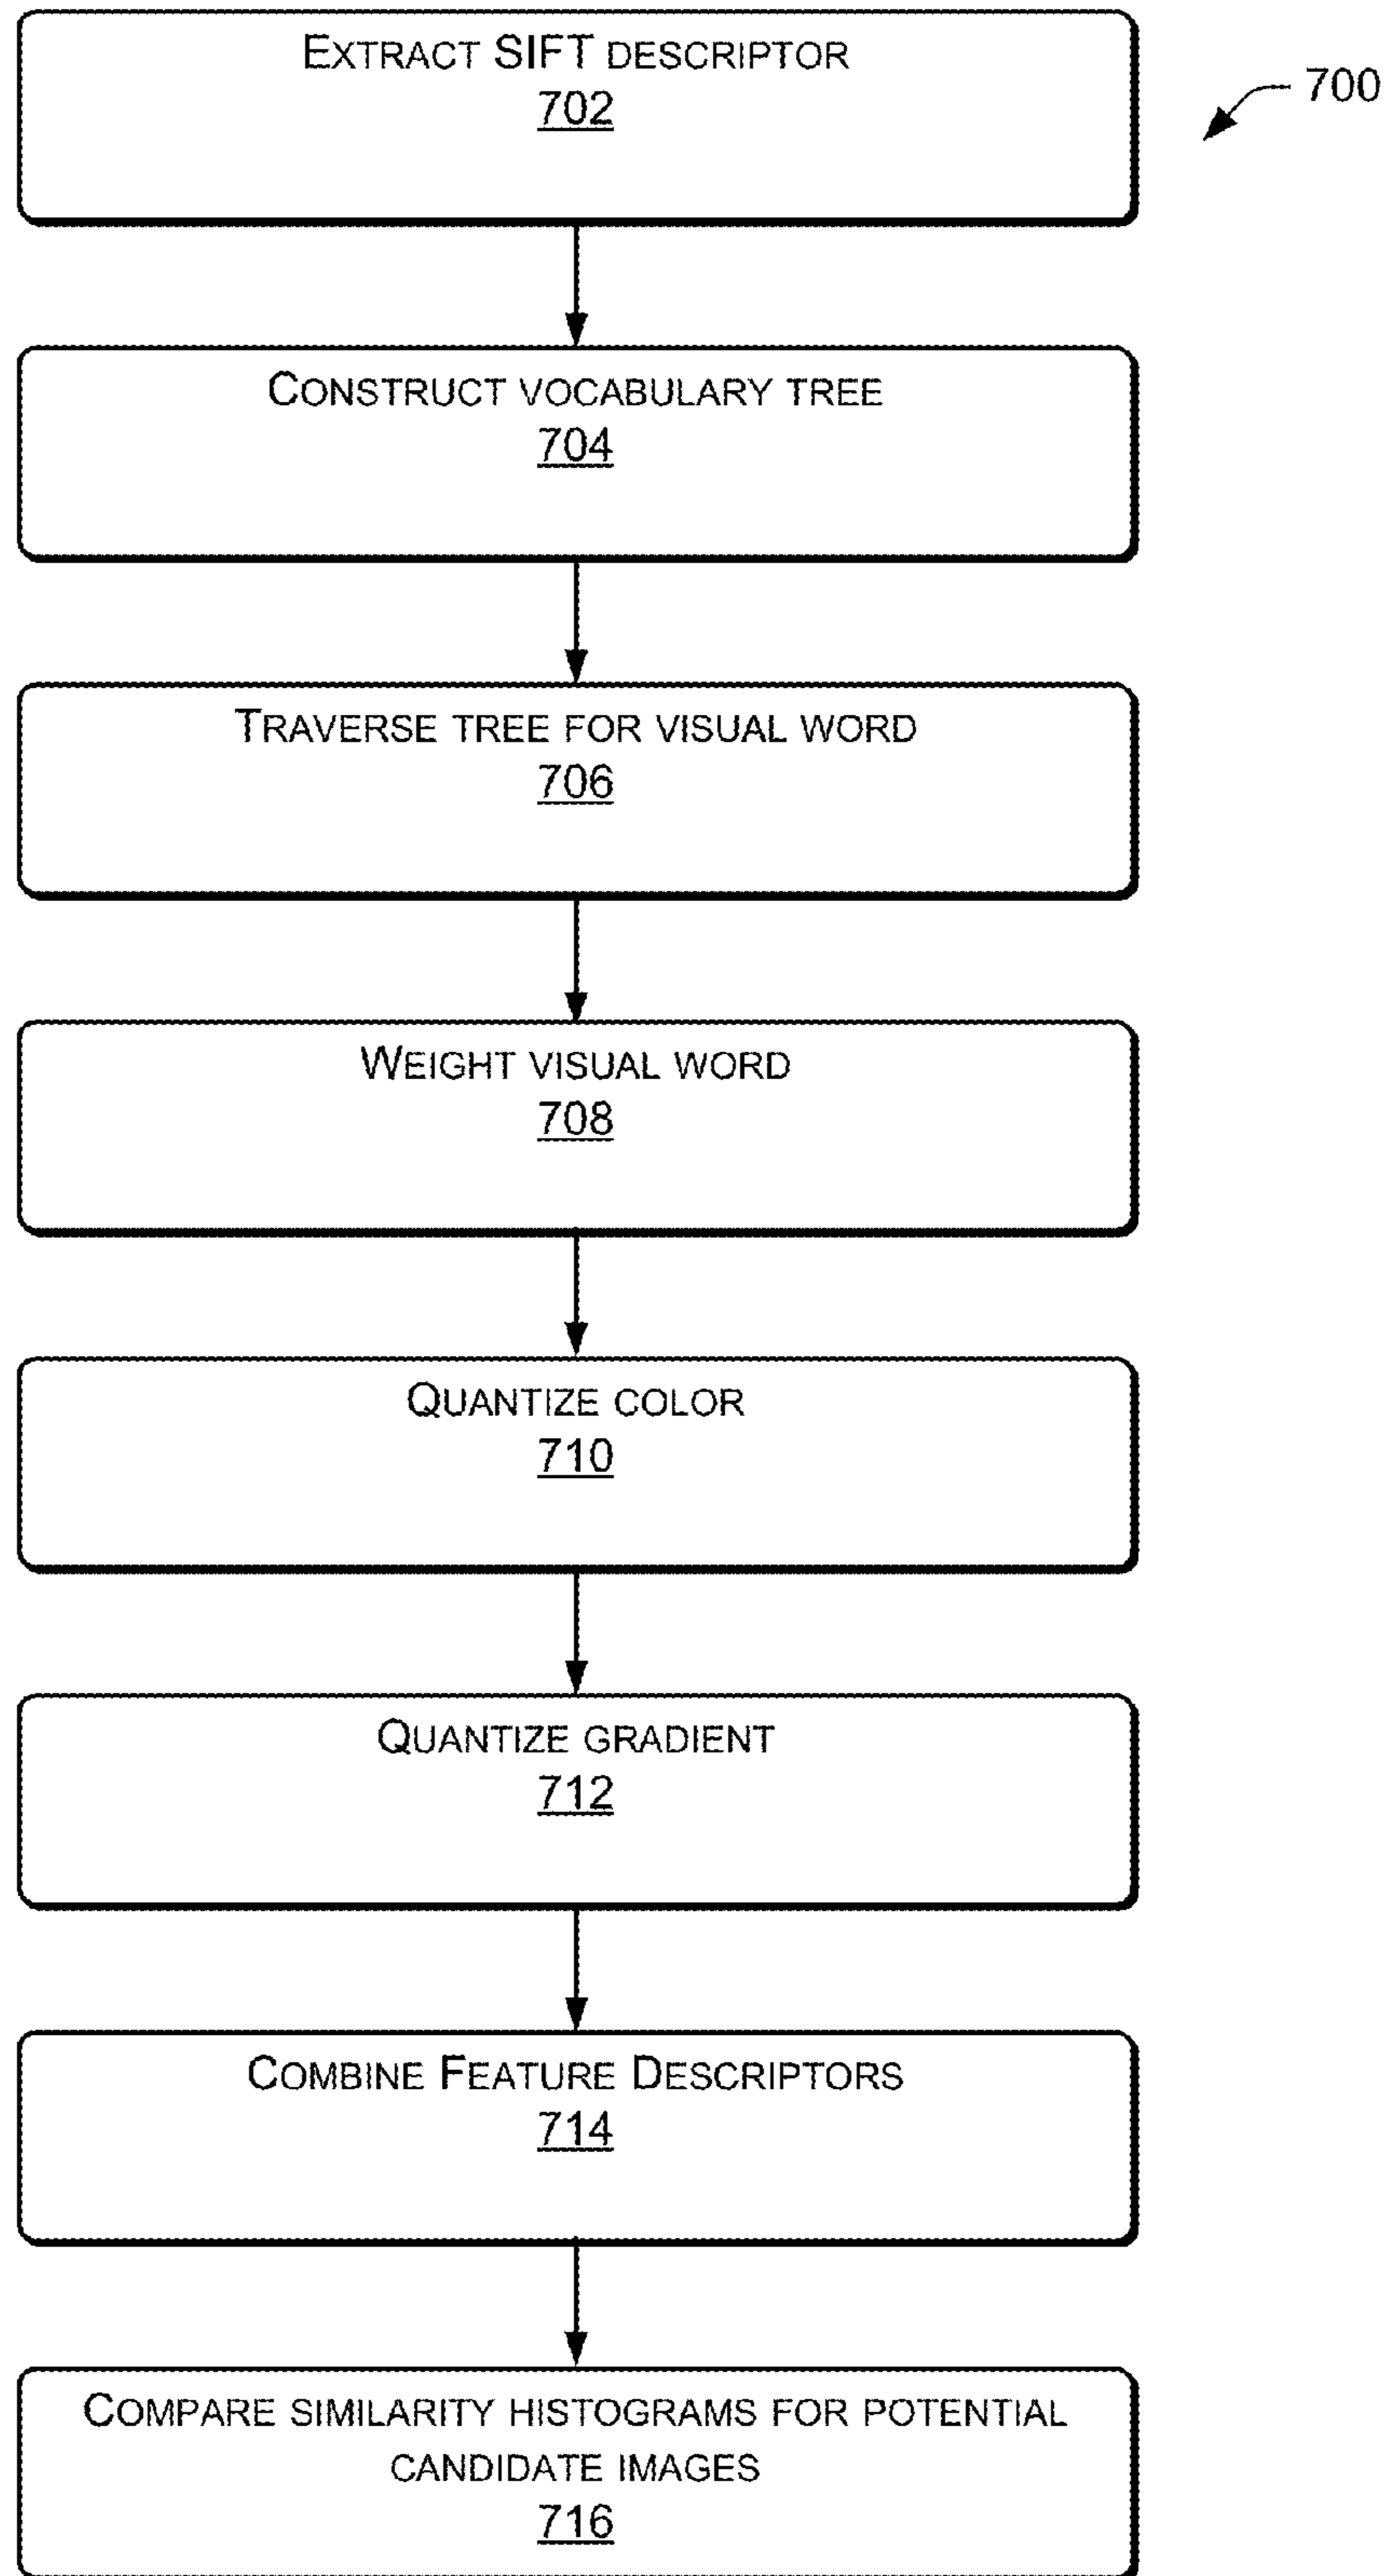 EXTRACT SIFT DESCRIPTOR
702
700
CONSTRUCT VOCABULARY TREE
704
TRAVERSE TREE FOR VISUAL WORD
706
WEIGHT VISUAL WORD
708
QUANTIZE COLOR
710
QUANTIZE GRADIENT
712
COMBINE FEATURE DESCRIPTORS
714
COMPARE SIMILARITY HISTOGRAMS FOR POTENTIAL
CANDIDATE IMAGES
716